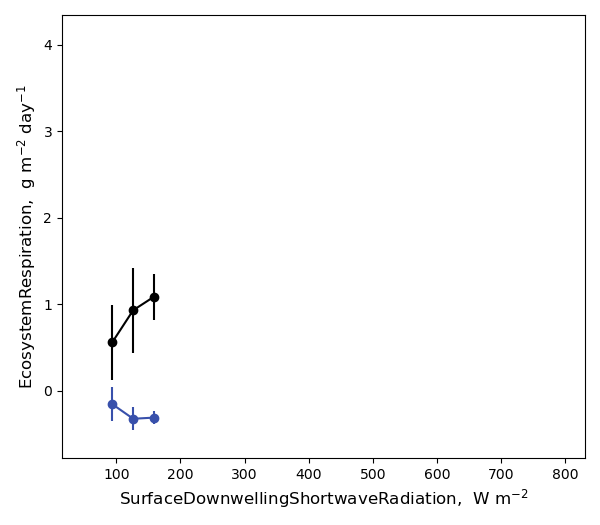 4
3
2
1
0
EcosystemRespiration, g m⁻² day⁻¹
100 200 300 400 500 600 700 800
SurfaceDownwellingShortwaveRadiation, W m⁻²